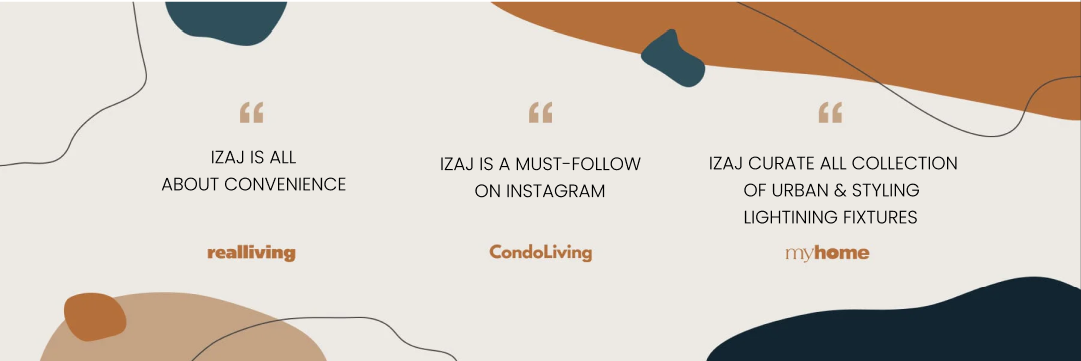 “
IZAJ IS ALL
ABOUT CONVENIENCE
realliving
“
IZAJ IS A MUST-FOLLOW
ON INSTAGRAM
CondoLiving
“
IZAJ CURATE ALL COLLECTION
OF URBAN & STYLING
LIGHTINING FIXTURES
myhome